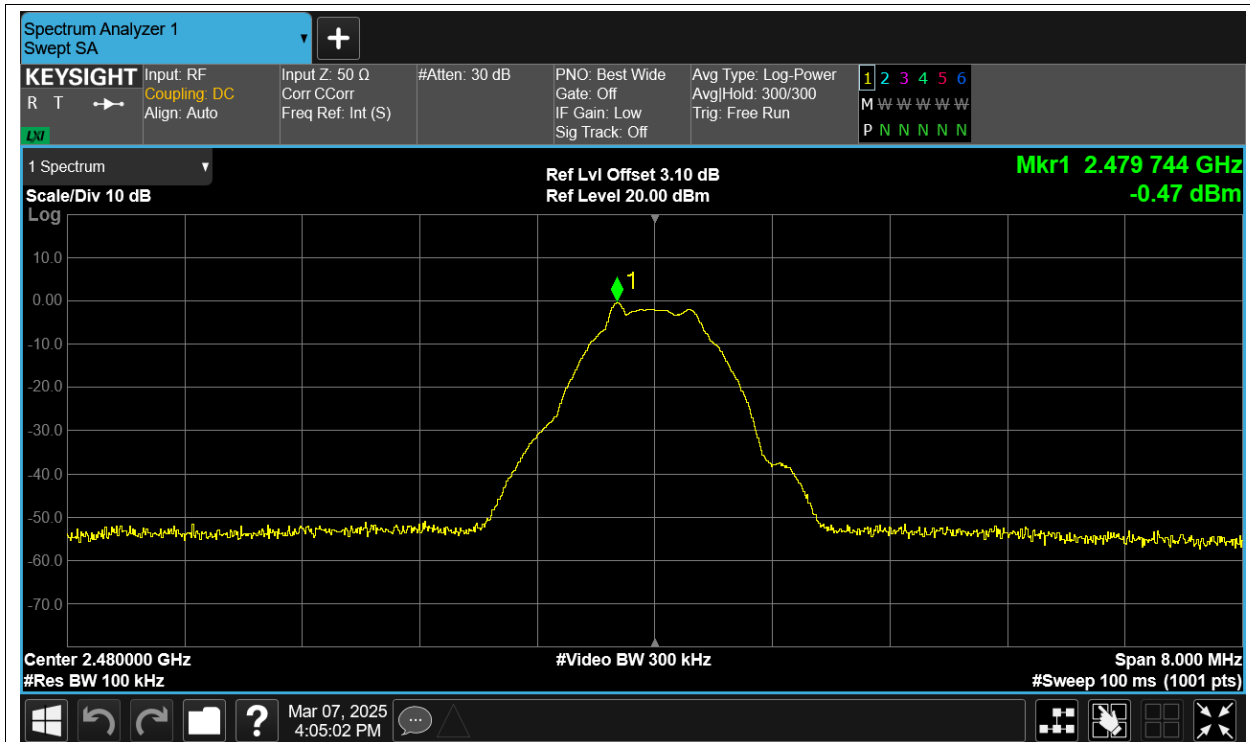 Spectrum Analyzer 1
Swept SA
KEYSIGHT
R T
LXI
Input: RF
Coupling: DC
Align: Auto
Input Z: 50 Ω
Corr CCorr
Freq Ref: Int (S)
#Atten: 30 dB
PNO: Best Wide
Gate: Off
IF Gain: Low
Sig Track: Off
Avg Type: Log-Power
Avg|Hold: 300/300
Trig: Free Run
1 2 3 4 5 6
M W W W W W
P N N N N N
1 Spectrum
Scale/Div 10 dB
Log
Ref Lvl Offset 3.10 dB
Ref Level 20.00 dBm
Mkr1 2.479 744 GHz
-0.47 dBm
1
10.0
0.00
-10.0
-20.0
-30.0
-40.0
-50.0
-60.0
-70.0
Center 2.480000 GHz
#Res BW 100 kHz
#Video BW 300 kHz
Span 8.000 MHz
#Sweep 100 ms (1001 pts)
?
Mar 07, 2025
4:05:02 PM